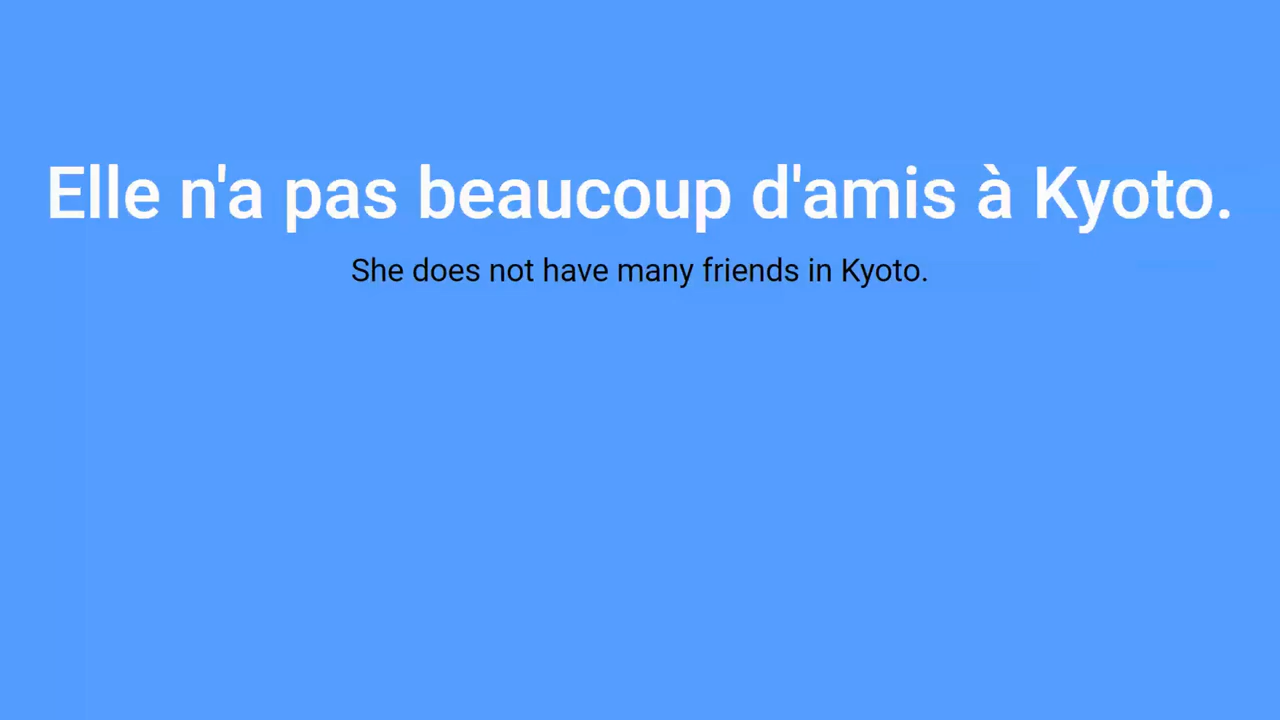 Elle n'a pas beaucoup d'amis à Kyoto.
She does not have many friends in Kyoto.